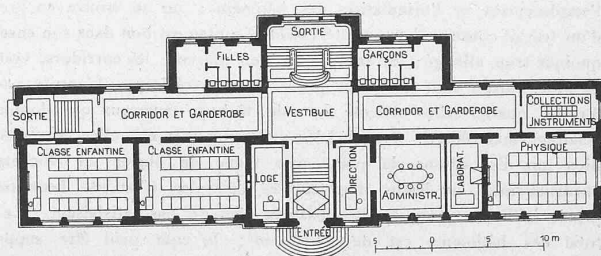 SORTIE
FILLES
GARÇONS
SORTIE
CORRIDOR ET GARDEROBE
VESTIBULE
CORRIDOR ET GARDEROBE
COLLECTIONS
INSTRUMENTS
CLASSE ENFANTINE
CLASSE ENFANTINE
LOGE
DIRECTION
ADMINISTR.
LABORAT.
PHYSIQUE
ENTRÉE
5 0 5 10 m